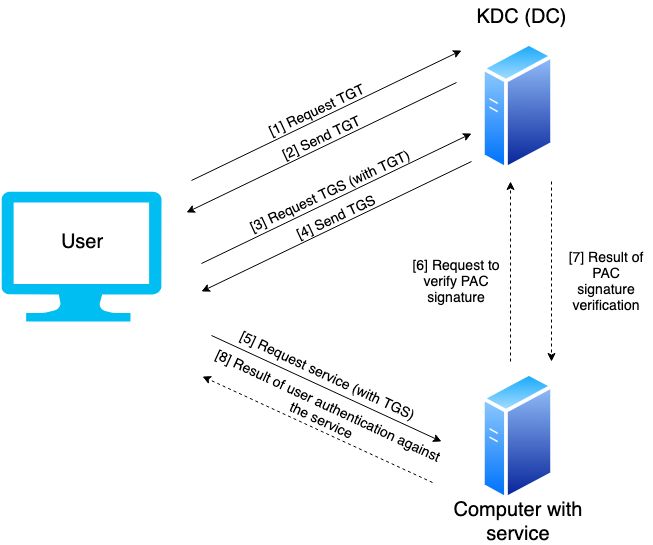 KDC (DC)
[1] Request TGT
[2] Send TGT
[3] Request TGS (with TGT)
[4] Send TGS
User
[6] Request to
verify PAC
signature
[7] Result of
PAC
signature
verification
[5] Request service (with TGS)
[8] Result of user authentication against
the service
Computer with
service